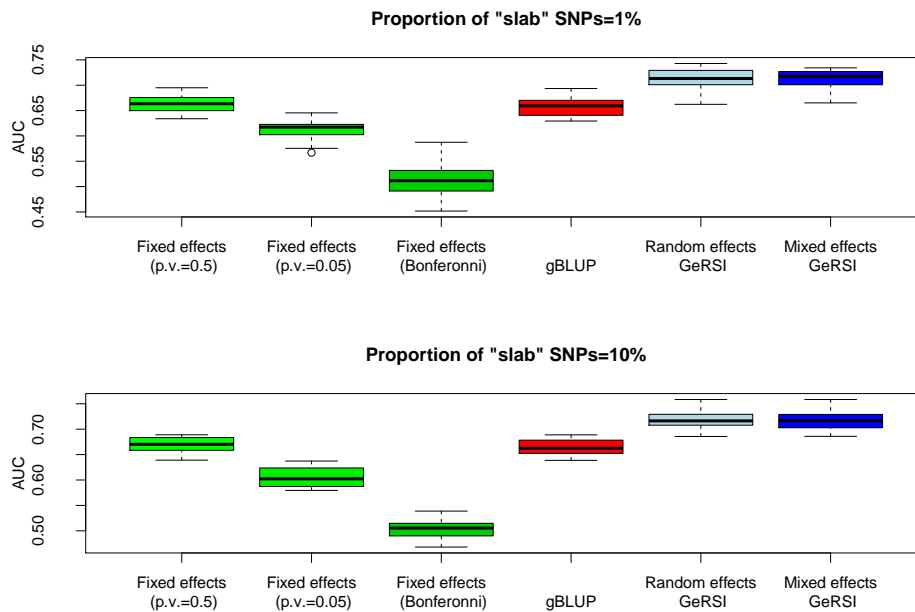 Proportion of "slab" SNPs=1%
0.75
0.65
0.55
0.45
AUC
Fixed effects (p.v.=0.5)
Fixed effects (p.v.=0.05)
Fixed effects (Bonferonni)
gBLUP
Random effects GeRSI
Mixed effects GeRSI
Proportion of "slab" SNPs=10%
0.70
0.60
0.50
AUC
Fixed effects (p.v.=0.5)
Fixed effects (p.v.=0.05)
Fixed effects (Bonferonni)
gBLUP
Random effects GeRSI
Mixed effects GeRSI